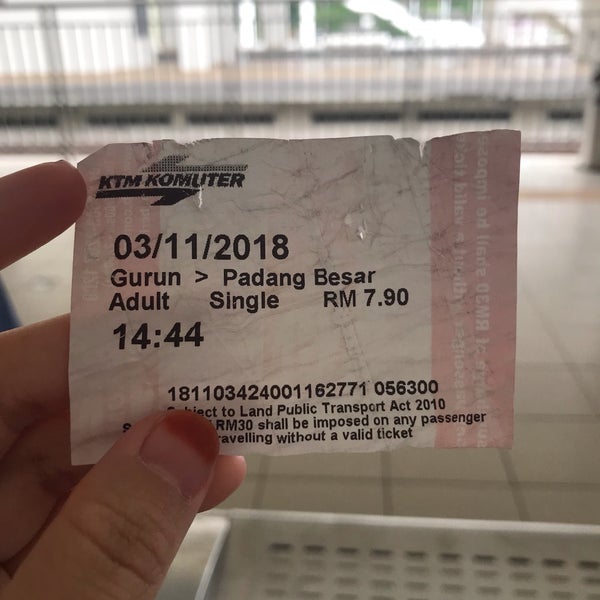 KTM KOMUTER
03/11/2018
Gurun > Padang Besar
Adult Single RM 7.90
14:44
181103424001162771 056300
Subject to Land Public Transport Act 2010
RM30 shall be imposed on any passenger
travelling without a valid ticket